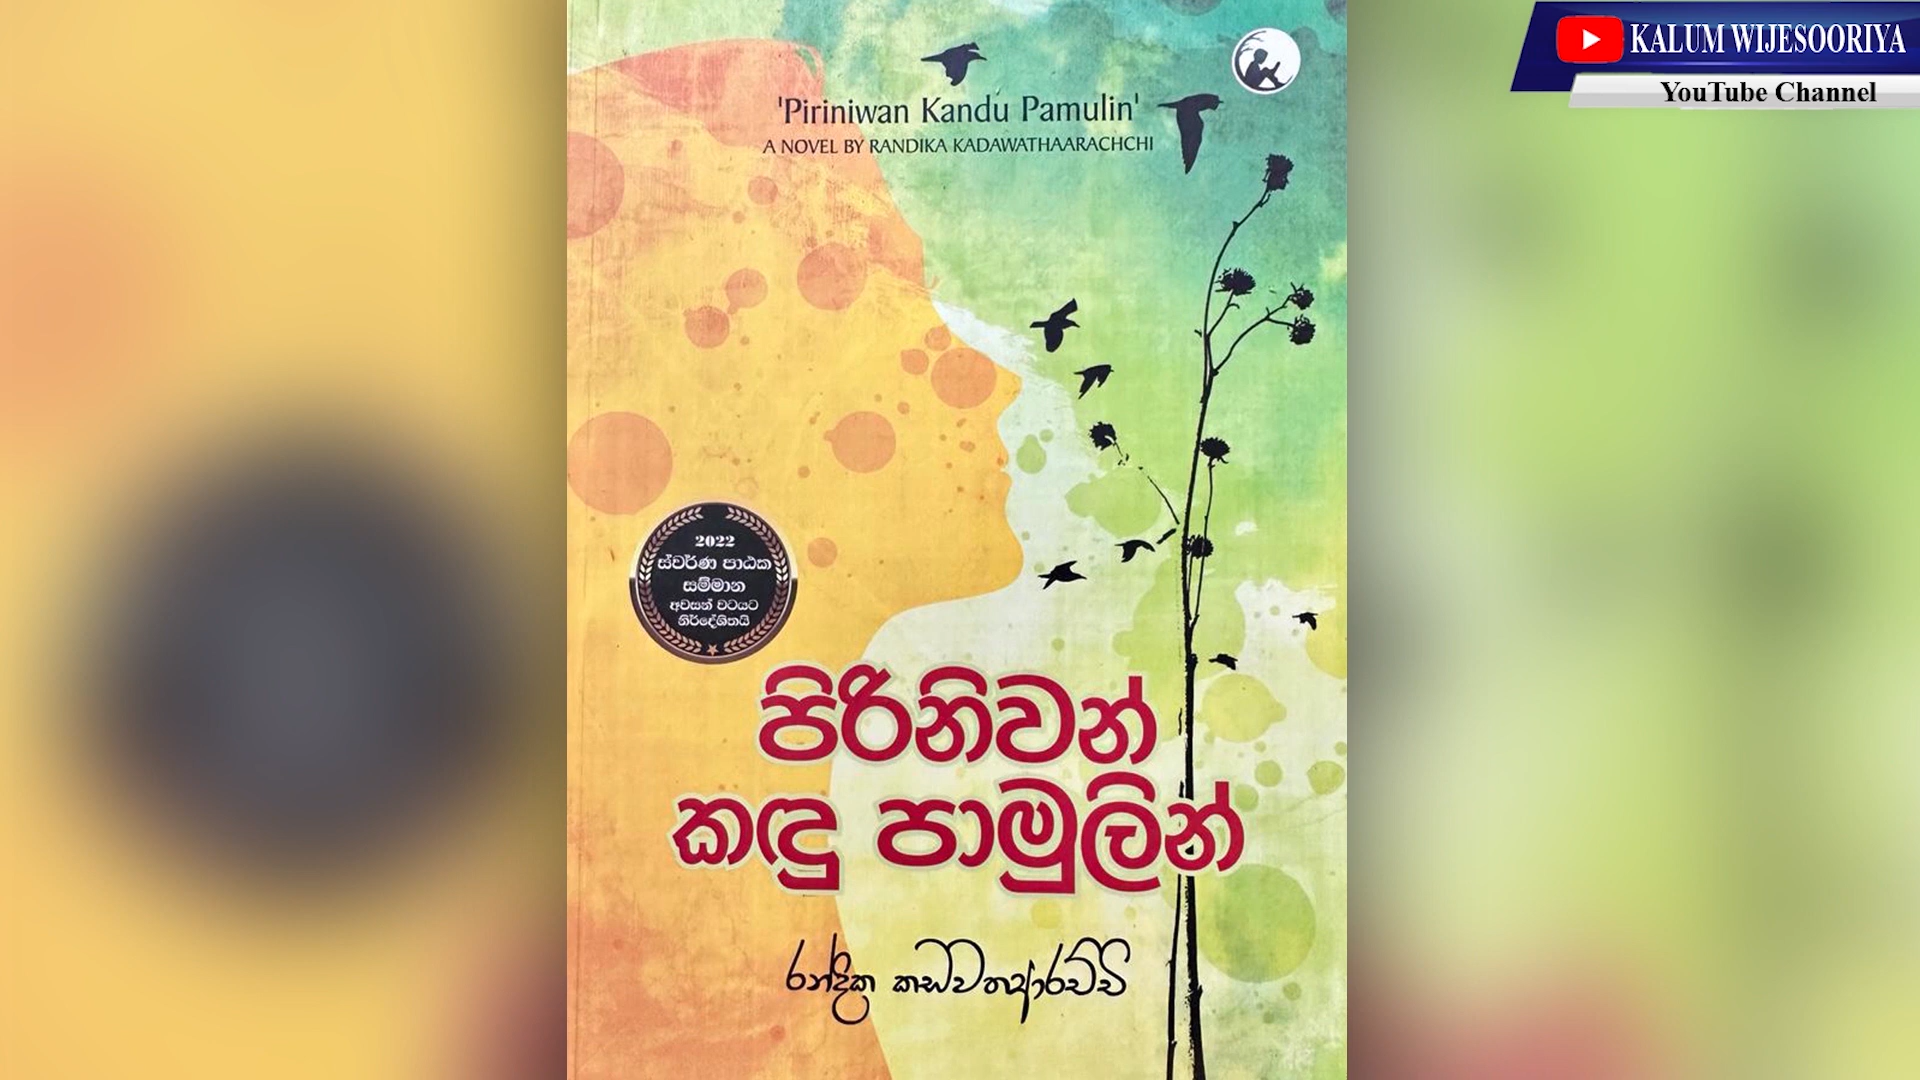 KALUM WIJESOORIYA
YouTube Channel
'Piriniwan Kandu Pamulin'
A NOVEL BY RANDIKA KADAWATHAARACHCHI
2022
ස්වර්ණ පාඨක
සම්මාන
අවසන් වටයට
නිර්දේශිතයි
පිරිනිවන්
කඳු පාමුලින්
රන්දික කඩවතආරච්චි